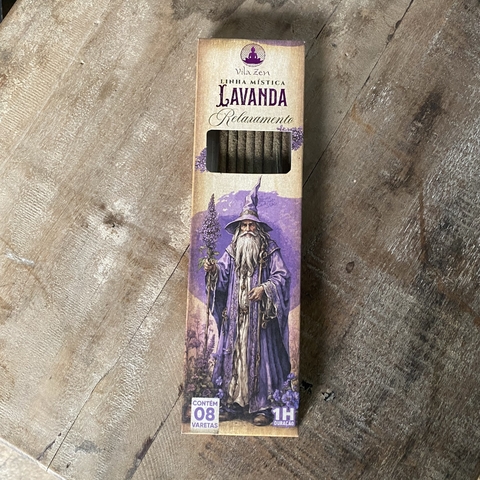 Vila Zen
LINHA MÍSTICA
LAVANDA
Relaxamento
CONTÉM
08
VARETAS
1H
DURAÇÃO